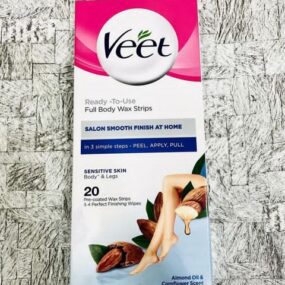 Veet
Ready -To-Use
Full Body Wax Strips
SALON SMOOTH FINISH AT HOME
in 3 simple steps - PEEL, APPLY, PULL
SENSITIVE SKIN
Body* & Legs
20
Pre-coated Wax Strips
& 4 Perfect Finishing Wipes
Almond Oil &
Cornflower Scent